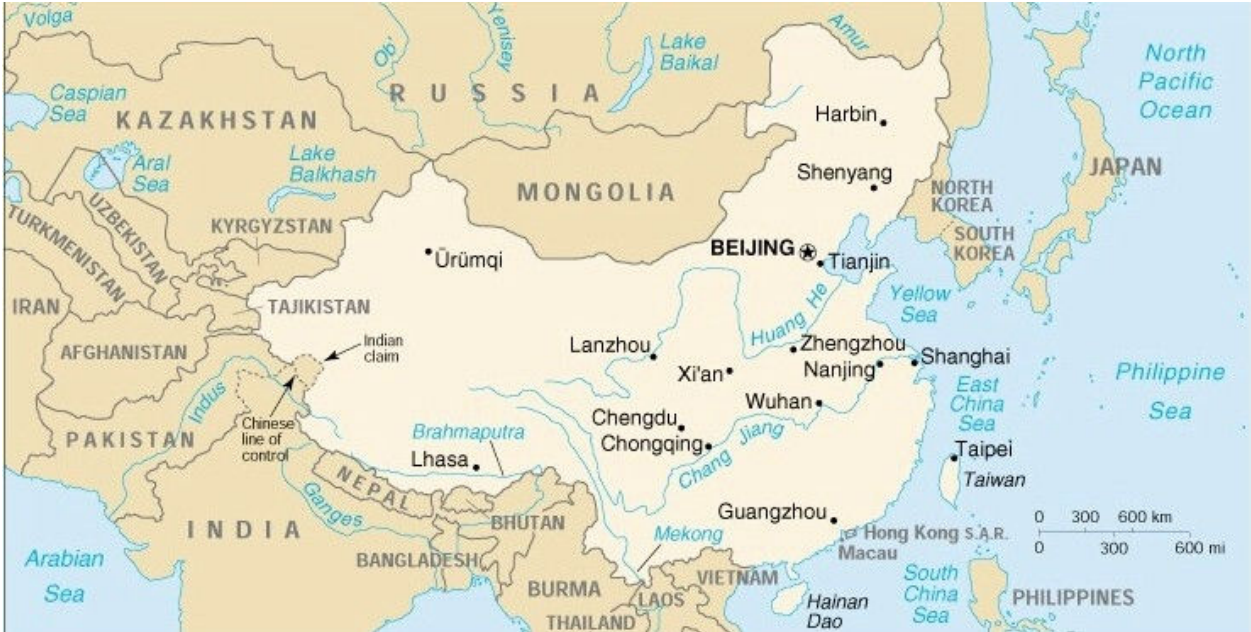 Volga
Ob'
Yenisey
Amur
Lake
Baikal
North
Pacific
Ocean
Caspian
Sea
RUSSIA
KAZAKHSTAN
Harbin
Aral
Sea
Lake
Balkhash
Shenyang
JAPAN
MONGOLIA
NORTH
KOREA
UZBEKISTAN
TURKMENISTAN
KYRGYZSTAN
SOUTH
KOREA
BEIJING
Ürümqi
Tianjin
IRAN
TAJIKISTAN
Yellow
Sea
Huang He
AFGHANISTAN
Indian
claim
Lanzhou
Zhengzhou
Shanghai
Xi'an
Nanjing
Philippine
Sea
Indus
East
China
Sea
Wuhan
Chinese
line of
control
Chengdu
Chongqing
PAKISTAN
Brahmaputra
Chang Jiang
Lhasa
Taipei
Taiwan
NEPAL
Ganges
INDIA
BHUTAN
Guangzhou
0 300 600 km
0 300 600 mi
Mekong
Hong Kong S.A.R.
Macau
Arabian
Sea
BANGLADESH
BURMA
VIETNAM
LAOS
South
China
Sea
PHILIPPINES
Hainan
Dao
THAILAND